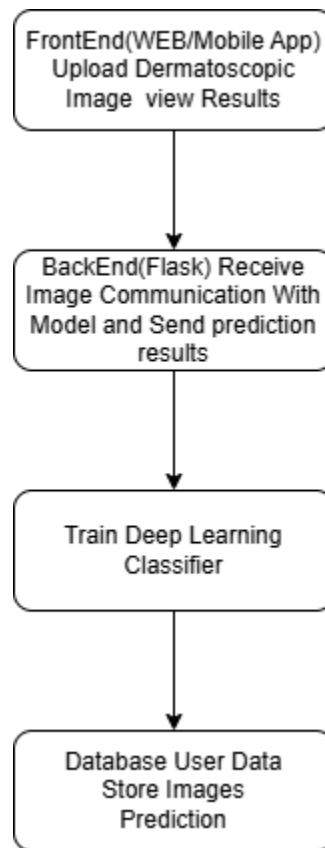 FrontEnd(WEB/Mobile App)
Upload Dermatoscopic
Image view Results
BackEnd(Flask) Receive
Image Communication With
Model and Send prediction
results
Train Deep Learning
Classifier
Database User Data
Store Images
Prediction